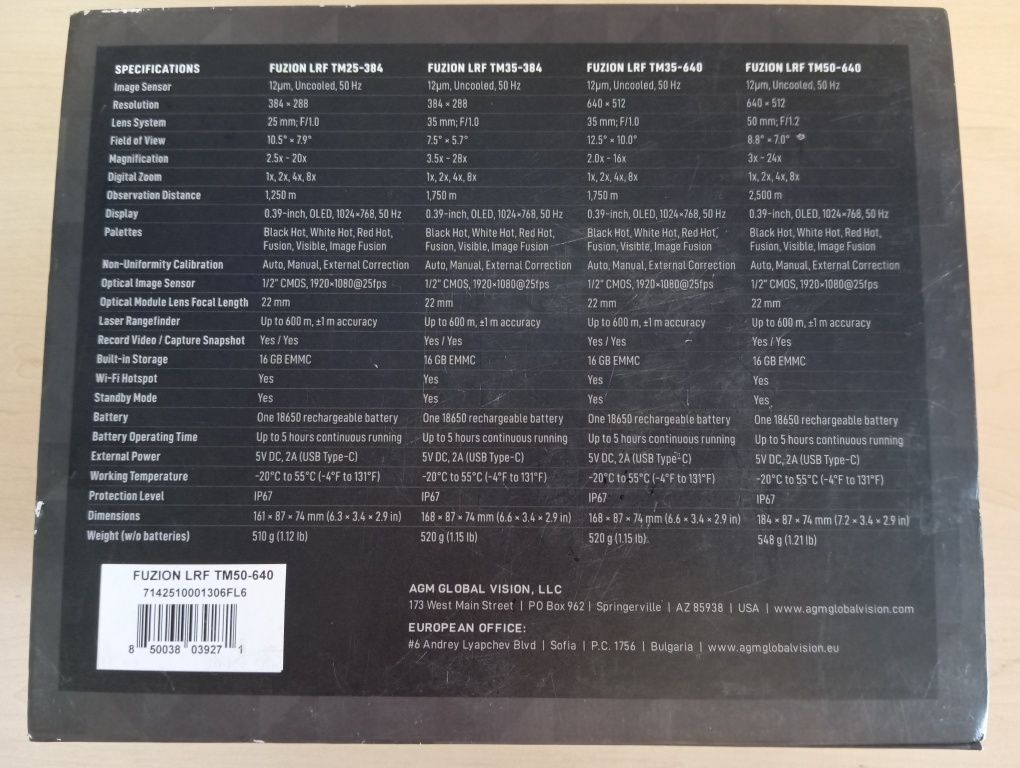 SPECIFICATIONS FUZION LRF TM25-384 FUZION LRF TM35-384 FUZION LRF TM35-640 FUZION LRF TM50-640
Image Sensor 12μm, Uncooled, 50 Hz 12μm, Uncooled, 50 Hz 12μm, Uncooled, 50 Hz 12μm, Uncooled, 50 Hz
Resolution 384 × 288 384 × 288 640 × 512 640 × 512
Lens System 25 mm; F/1.0 35 mm; F/1.0 35 mm; F/1.0 50 mm; F/1.2
Field of View 10.5° × 7.9° 7.5° × 5.7° 12.5° × 10.0° 8.8° × 7.0°
Magnification 2.5x - 20x 3.5x - 28x 2.0x - 16x 3x - 24x
Digital Zoom 1x, 2x, 4x, 8x 1x, 2x, 4x, 8x 1x, 2x, 4x, 8x 1x, 2x, 4x, 8x
Observation Distance 1,250 m 1,750 m 1,750 m 2,500 m
Display 0.39-inch, OLED, 1024×768, 50 Hz 0.39-inch, OLED, 1024×768, 50 Hz 0.39-inch, OLED, 1024×768, 50 Hz 0.39-inch, OLED, 1024×768, 50 Hz
Palettes Black Hot, White Hot, Red Hot, Black Hot, White Hot, Red Hot, Black Hot, White Hot, Red Hot, Black Hot, White Hot, Red Hot,
Fusion, Visible, Image Fusion Fusion, Visible, Image Fusion Fusion, Visible, Image Fusion Fusion, Visible, Image Fusion
Non-Uniformity Calibration Auto, Manual, External Correction Auto, Manual, External Correction Auto, Manual, External Correction Auto, Manual, External Correction
Optical Image Sensor 1/2" CMOS, 1920×1080@25fps 1/2" CMOS, 1920×1080@25fps 1/2" CMOS, 1920×1080@25fps 1/2" CMOS, 1920×1080@25fps
Optical Module Lens Focal Length 22 mm 22 mm 22 mm 22 mm
Laser Rangefinder Up to 600 m, ±1 m accuracy Up to 600 m, ±1 m accuracy Up to 600 m, ±1 m accuracy Up to 600 m, ±1 m accuracy
Record Video / Capture Snapshot Yes / Yes Yes / Yes Yes / Yes Yes / Yes
Built-in Storage 16 GB EMMC 16 GB EMMC 16 GB EMMC 16 GB EMMC
Wi-Fi Hotspot Yes Yes Yes Yes
Standby Mode Yes Yes Yes Yes
Battery One 18650 rechargeable battery One 18650 rechargeable battery One 18650 rechargeable battery One 18650 rechargeable battery
Battery Operating Time Up to 5 hours continuous running Up to 5 hours continuous running Up to 5 hours continuous running Up to 5 hours continuous running
External Power 5V DC, 2A (USB Type-C) 5V DC, 2A (USB Type-C) 5V DC, 2A (USB Type-C) 5V DC, 2A (USB Type-C)
Working Temperature -20°C to 55°C (-4°F to 131°F) -20°C to 55°C (-4°F to 131°F) -20°C to 55°C (-4°F to 131°F) -20°C to 55°C (-4°F to 131°F)
Protection Level IP67 IP67 IP67 IP67
Dimensions 161 × 87 × 74 mm (6.3 × 3.4 × 2.9 in) 168 × 87 × 74 mm (6.6 × 3.4 × 2.9 in) 168 × 87 × 74 mm (6.6 × 3.4 × 2.9 in) 184 × 87 × 74 mm (7.2 × 3.4 × 2.9 in)
Weight (w/o batteries) 510 g (1.12 lb) 520 g (1.15 lb) 520 g (1.15 lb) 548 g (1.21 lb)
FUZION LRF TM50-640
7142510001306FL6
8 50038 03927 1
AGM GLOBAL VISION, LLC
173 West Main Street | PO Box 962 | Springerville | AZ 85938 | USA | www.agmglobalvision.com
EUROPEAN OFFICE:
#6 Andrey Lyapchev Blvd | Sofia | P.C. 1756 | Bulgaria | www.agmglobalvision.eu